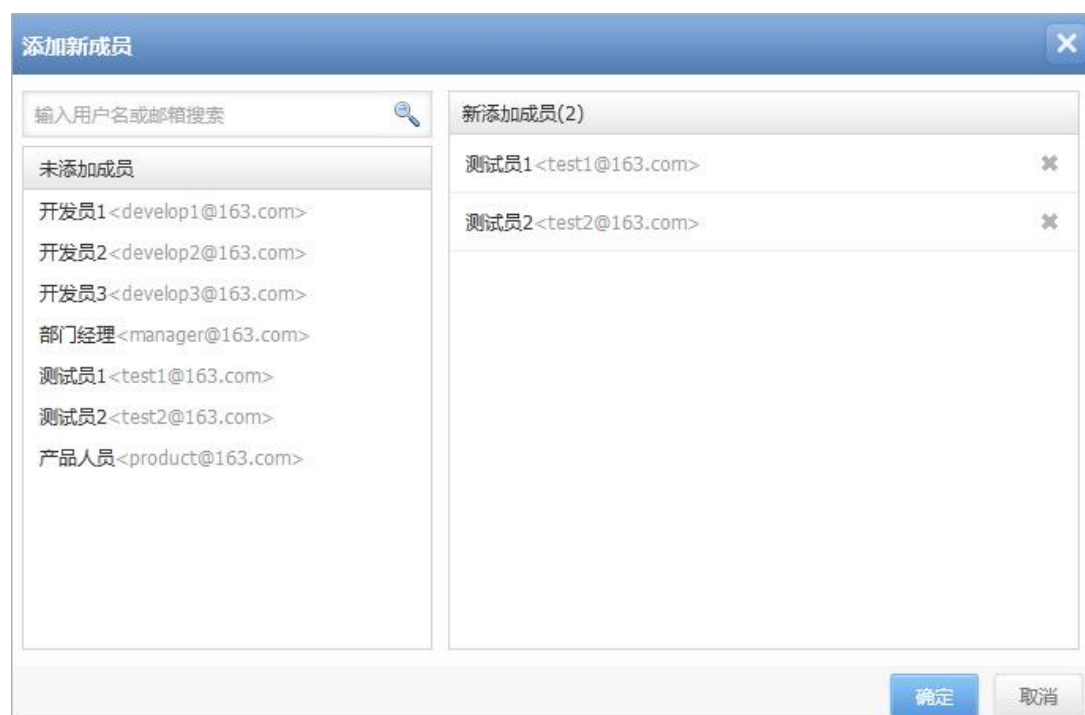 添加新成员
输入用户名或邮箱搜索
未添加成员
开发员1<develop1@163.com>
开发员2<develop2@163.com>
开发员3<develop3@163.com>
部门经理<manager@163.com>
测试员1<test1@163.com>
测试员2<test2@163.com>
产品人员<product@163.com>
新添加成员(2)
测试员1<test1@163.com>
测试员2<test2@163.com>
确定
取消